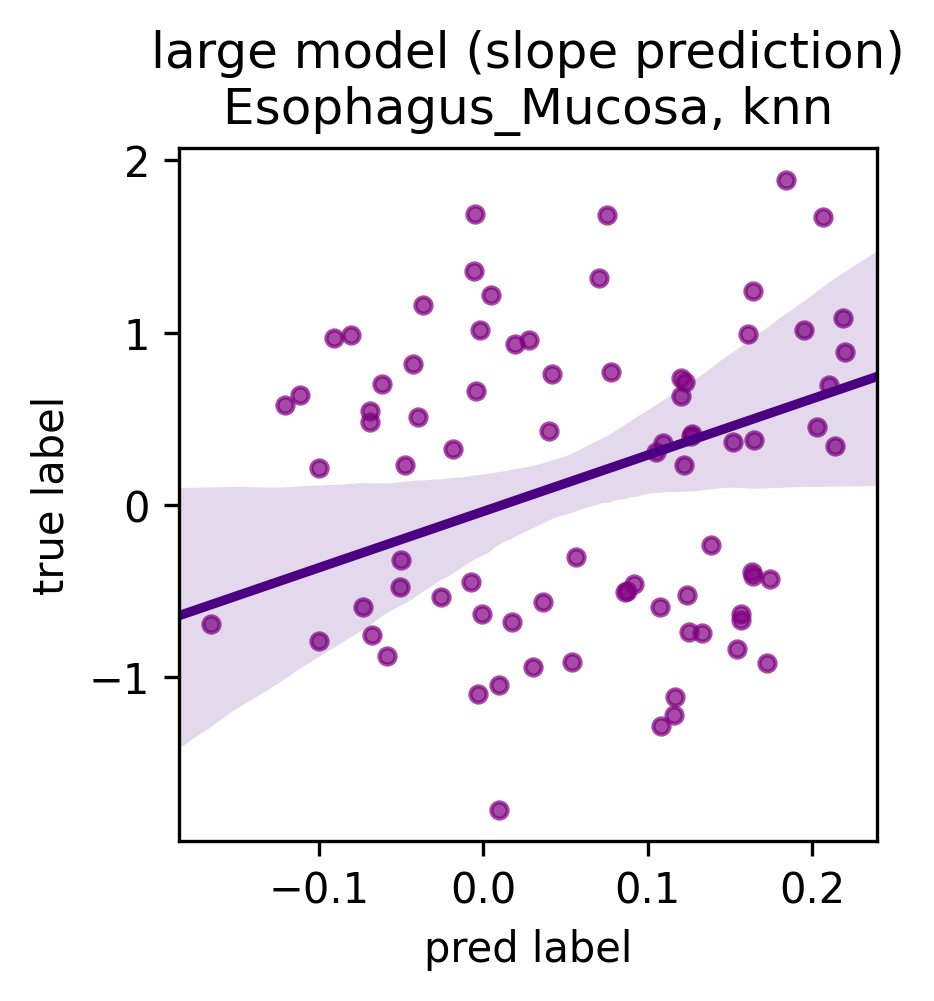 large model (slope prediction)
Esophagus_Mucosa, knn
2
1
0
−1
true label
−0.1 0.0 0.1 0.2
pred label